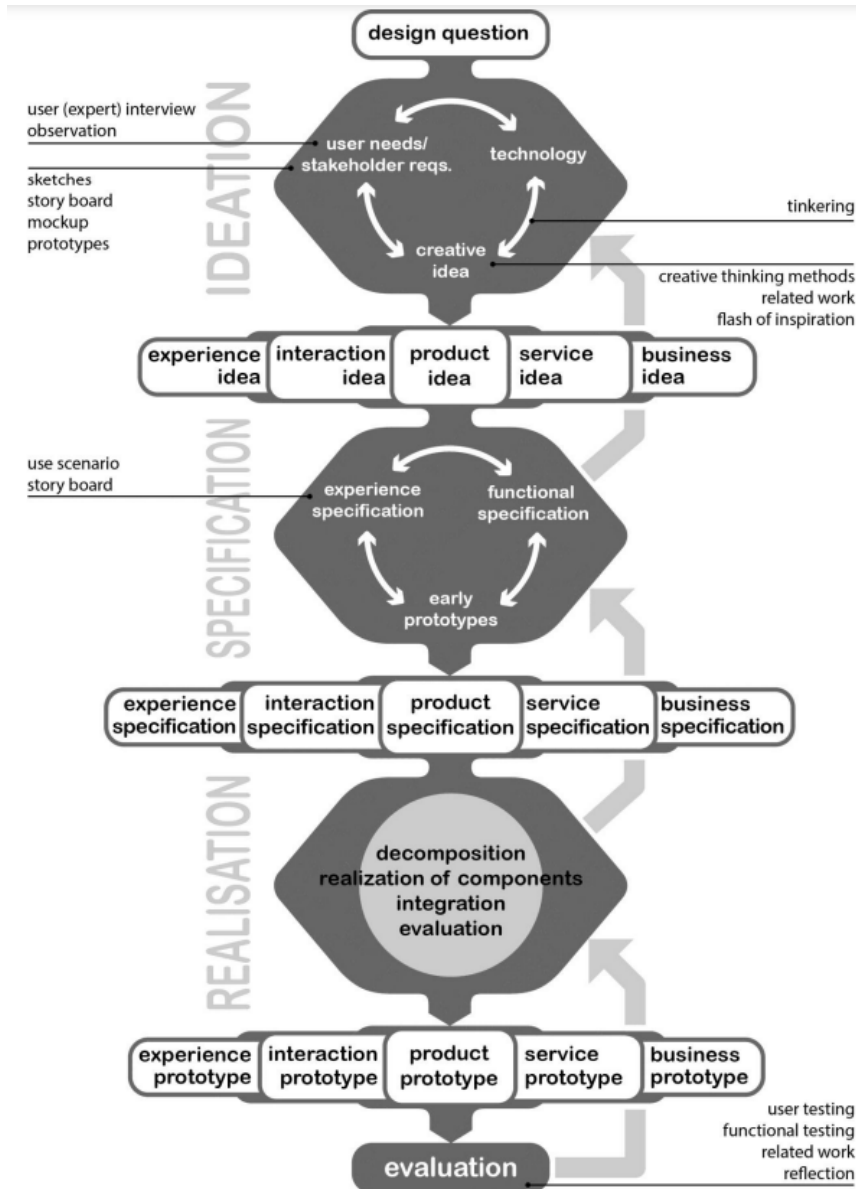 design question
IDEATION
user (expert) interview
observation
user needs/
stakeholder reqs.
technology
sketches
story board
mockup
prototypes
tinkering
creative
idea
creative thinking methods
related work
flash of inspiration
experience
idea
interaction
idea
product
idea
service
idea
business
idea
SPECIFICATION
use scenario
story board
experience
specification
functional
specification
early
prototypes
experience
specification
interaction
specification
product
specification
service
specification
business
specification
REALISATION
decomposition
realization of components
integration
evaluation
experience
prototype
interaction
prototype
product
prototype
service
prototype
business
prototype
evaluation
user testing
functional testing
related work
reflection